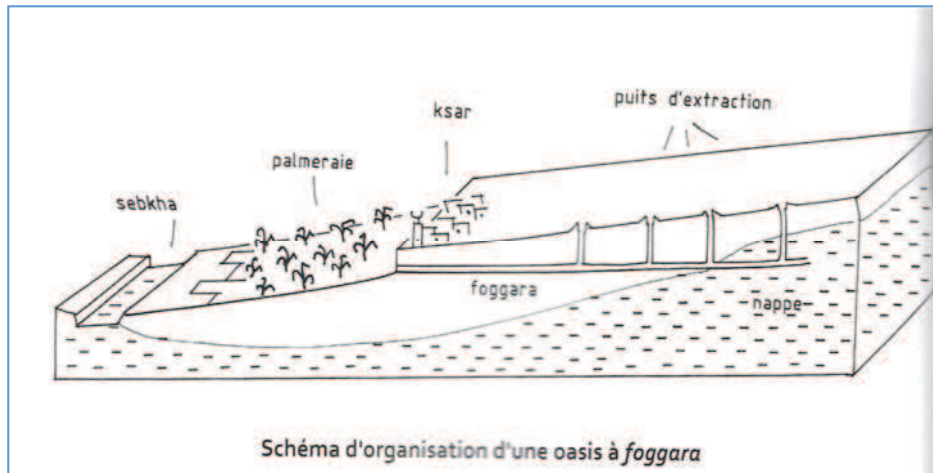 puits d'extraction
ksar
palmeraie
sebkha
foggara
nappe
Schéma d'organisation d'une oasis à foggara